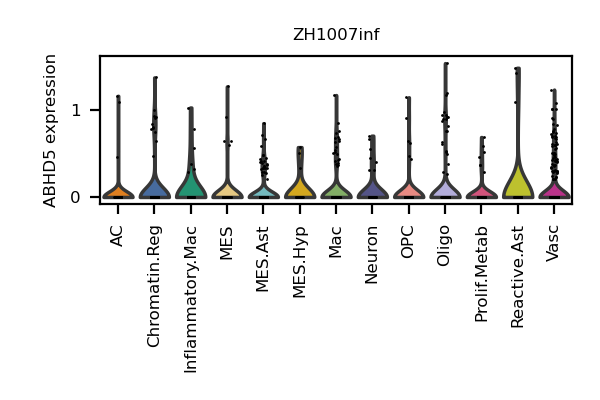 ZH1007inf
ABHD5 expression
1
0
AC
Chromatin.Reg
Inflammatory.Mac
MES
MES.Ast
MES.Hyp
Mac
Neuron
OPC
Oligo
Prolif.Metab
Reactive.Ast
Vasc